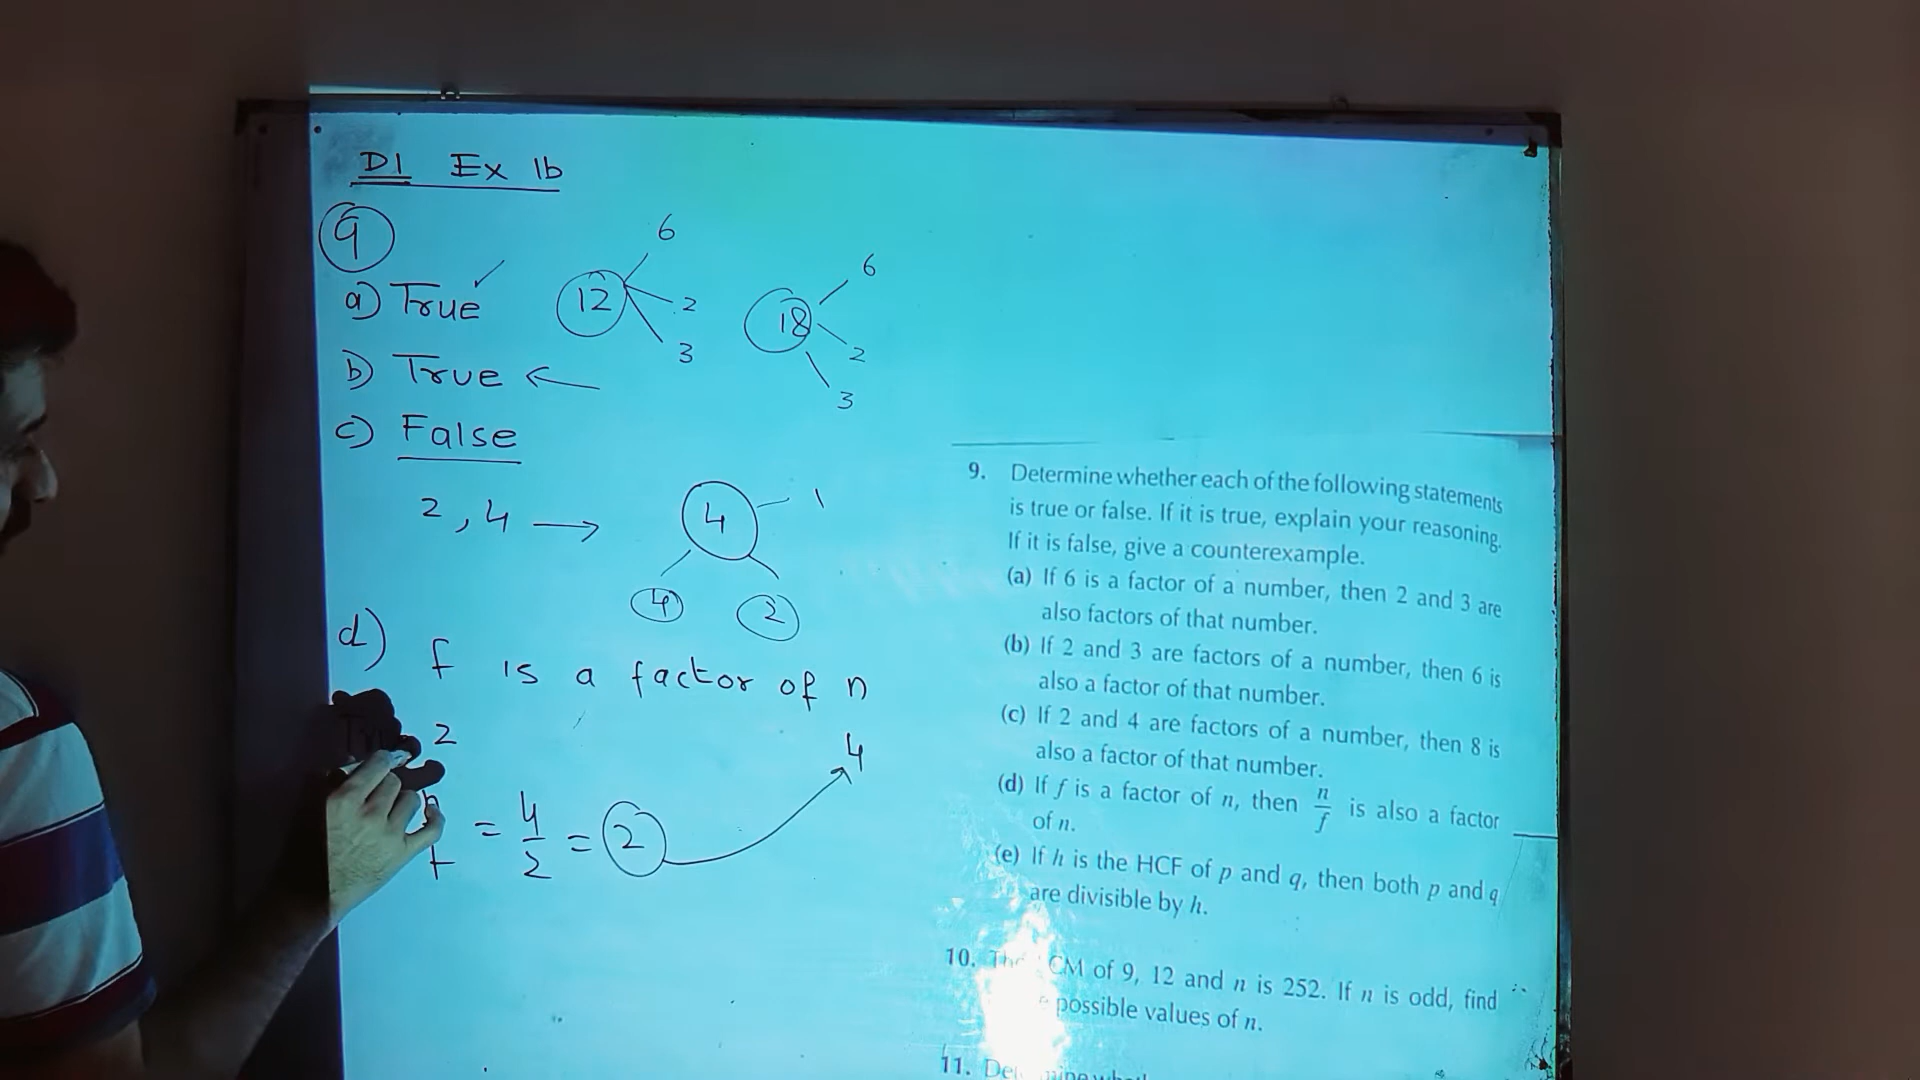 D1 Ex 1b
9
a) True ✓ 12 6 2 3 18 6 2 3
b) True ←
c) False
2, 4 → 4 1 4 2
d) f is a factor of n
2 4
= 4/2 = 2
9. Determine whether each of the following statements
is true or false. If it is true, explain your reasoning.
If it is false, give a counterexample.
(a) If 6 is a factor of a number, then 2 and 3 are
also factors of that number.
(b) If 2 and 3 are factors of a number, then 6 is
also a factor of that number.
(c) If 2 and 4 are factors of a number, then 8 is
also a factor of that number.
(d) If f is a factor of n, then n/f is also a factor
of n.
(e) If h is the HCF of p and q, then both p and q
are divisible by h.
10. CM of 9, 12 and n is 252. If n is odd, find
possible values of n.
11.